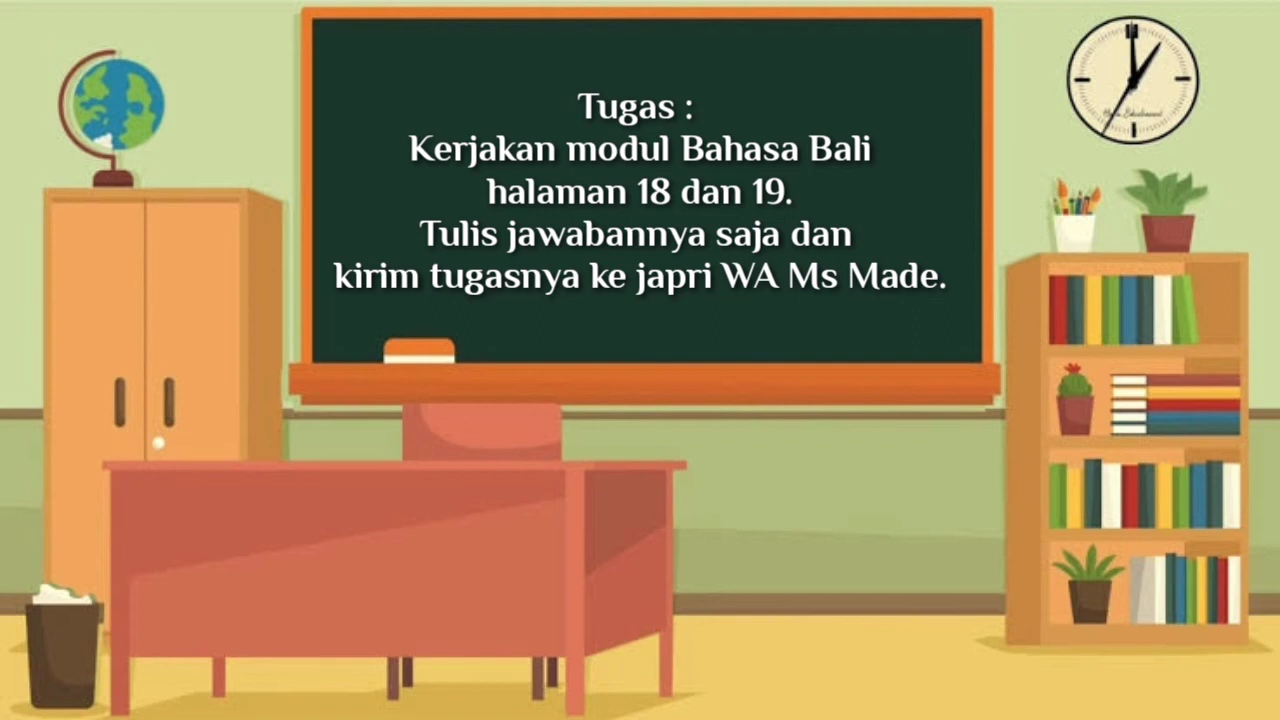 Tugas :
Kerjakan modul Bahasa Bali
halaman 18 dan 19.
Tulis jawabannya saja dan
kirim tugasnya ke japri WA Ms Made.